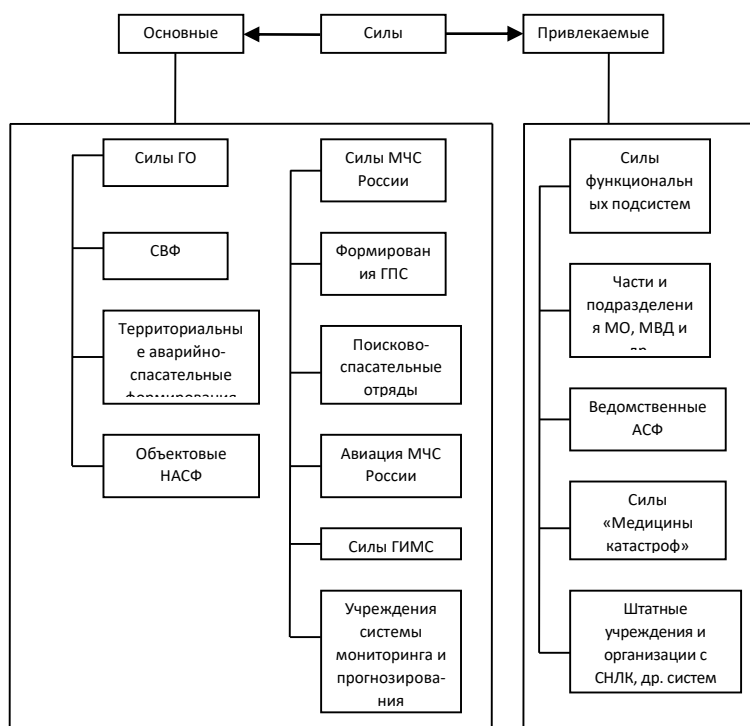 Основные
Силы
Привлекаемые
Силы ГО
СВФ
Территориальны
е аварийно-
спасательные
формирования
Объектовые
НАСФ
Силы МЧС
России
Формирован
ия ГПС
Поисково-
спасательные
отряды
Авиация МЧС
России
Силы ГИМС
Учреждения
системы
мониторинга и
прогнозирова-
ния
Силы
функциональн
ых подсистем
Части и
подразделени
я МО, МВД и
др
Ведомственные
АСФ
Силы
«Медицины
катастроф»
Штатные
учреждения и
организации с
СНЛК, др. систем